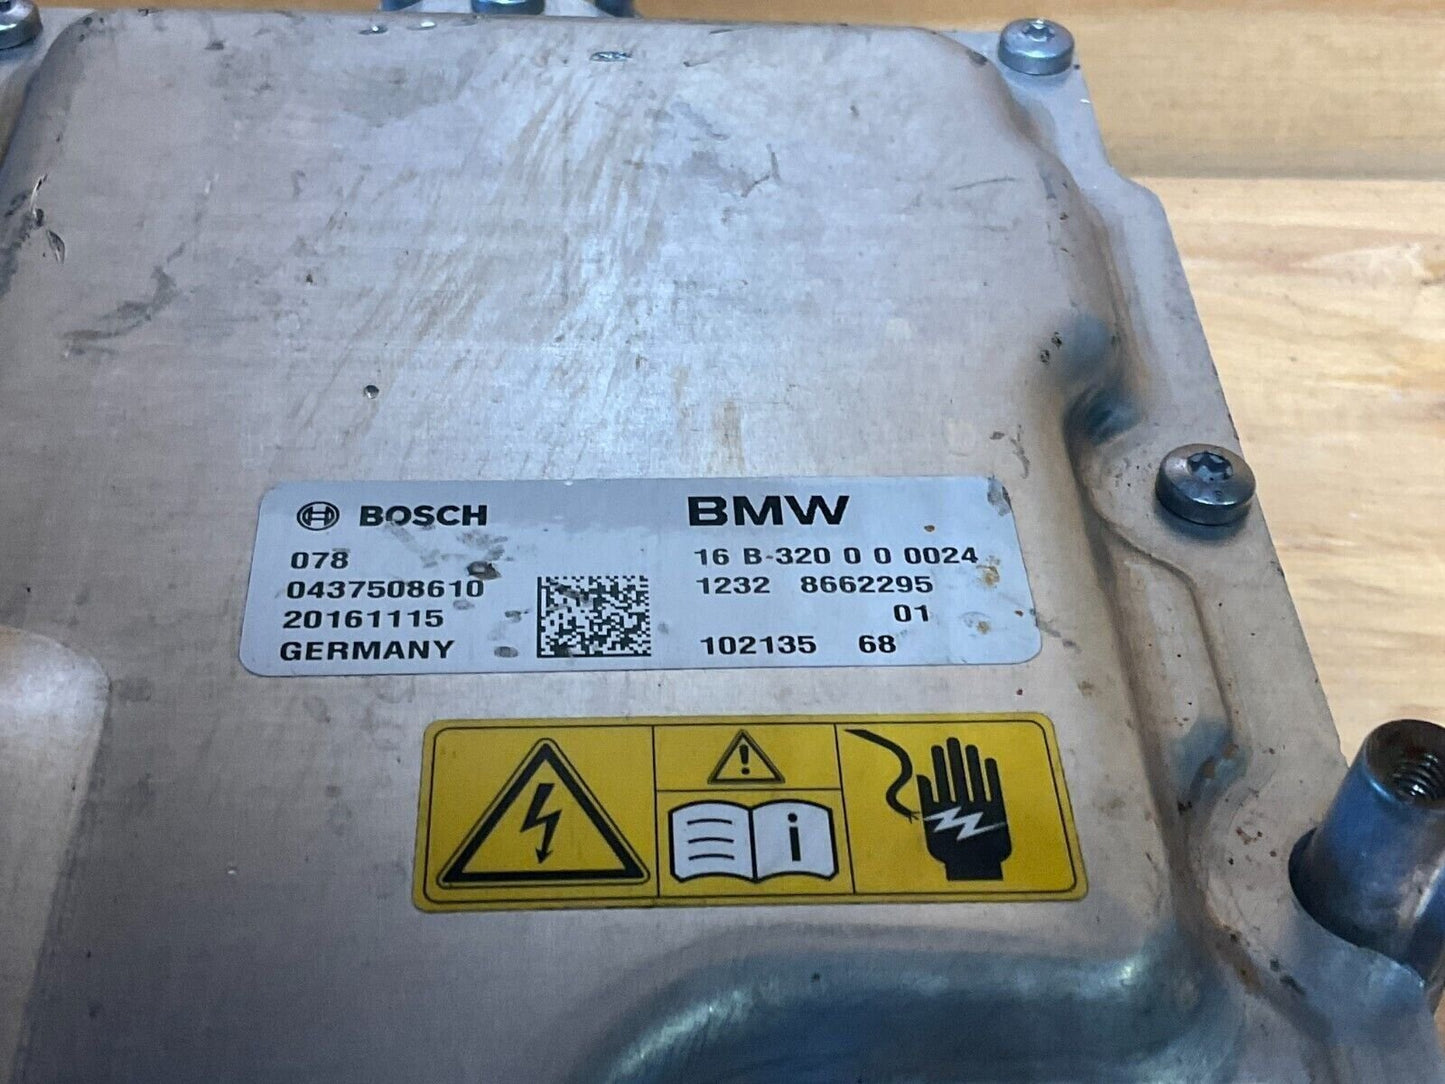 BOSCH
078
0437508610
20161115
GERMANY
BMW
16 B-320 0 0 0024
1232 8662295
01
102135 68
!
i